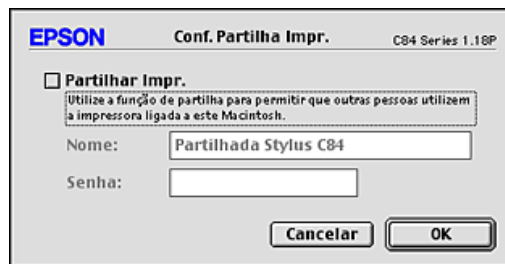 EPSON Conf. Partilha Impr. C84 Series 1.18P
Partilhar Impr.
Utilize a função de partilha para permitir que outras pessoas utilizem
a impressora ligada a este Macintosh.
Nome: Partilhada Stylus C84
Senha:
Cancelar OK